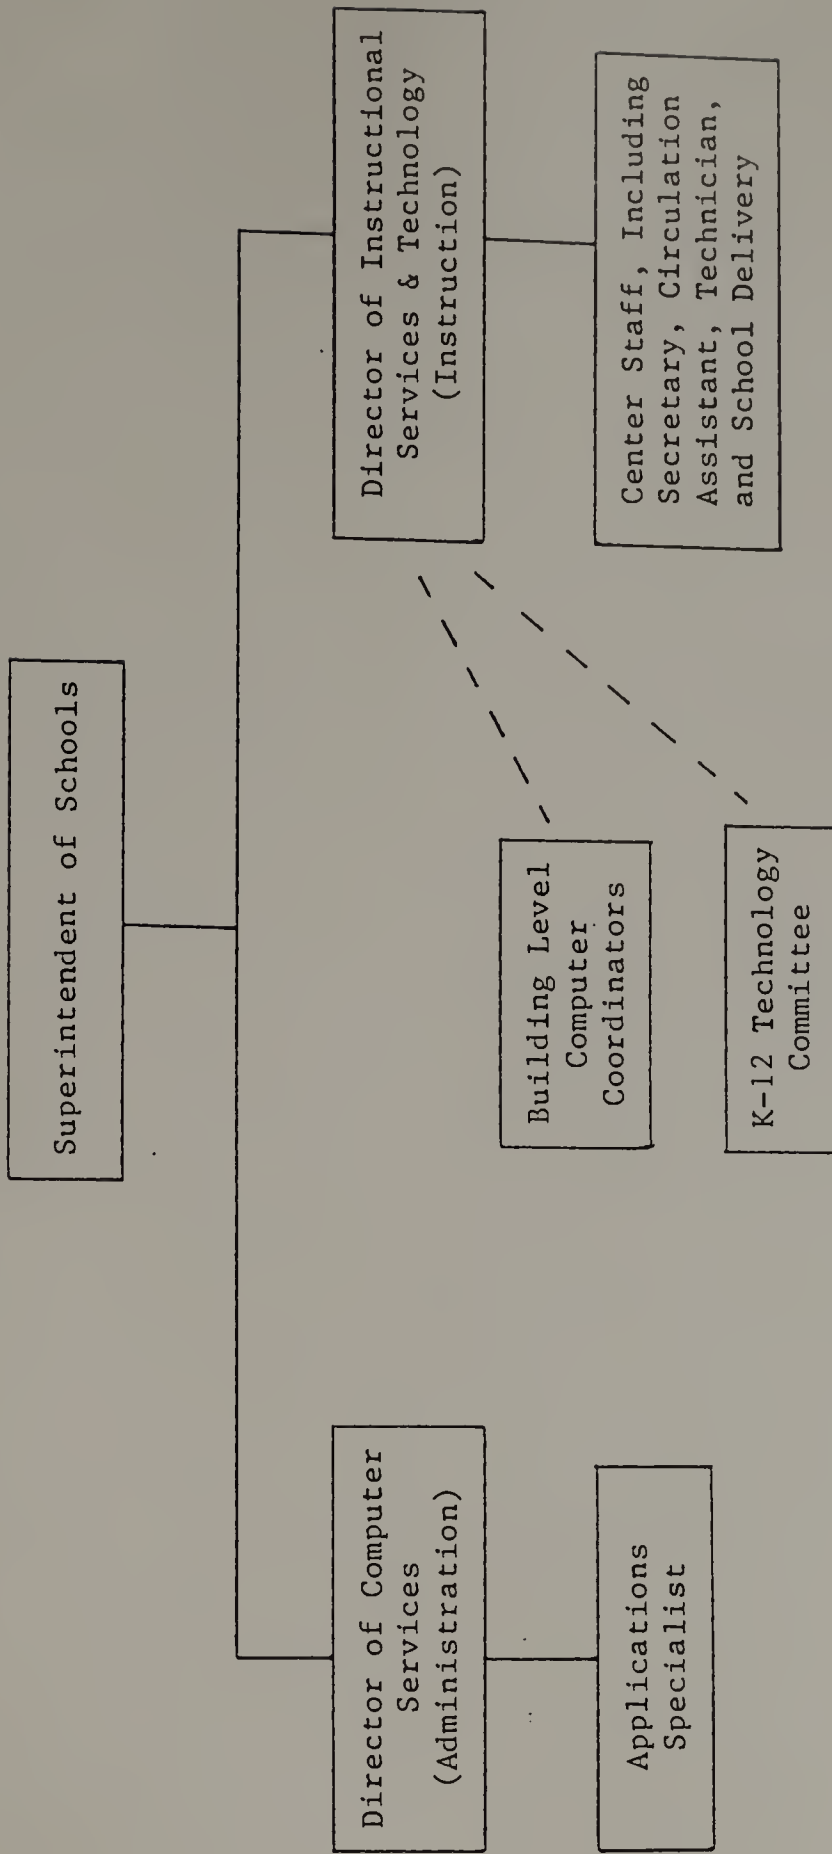 Superintendent of Schools
Director of Computer
Services
(Administration)
Director of Instructional
Services & Technology
(Instruction)
Applications
Specialist
Building Level
Computer
Coordinators
K-12 Technology
Committee
Center Staff, Including
Secretary, Circulation
Assistant, Technician,
and School Delivery